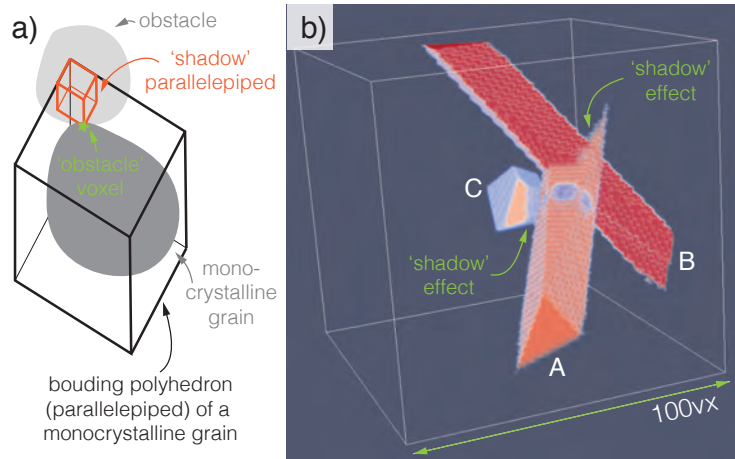 a)
obstacle
'shadow'
parallelepiped
'obstacle'
voxel
mono-
crystalline
grain
bouding polyhedron
(parallelepiped) of a
monocrystalline grain
b)
'shadow'
effect
C
'shadow'
effect
B
A
100vx